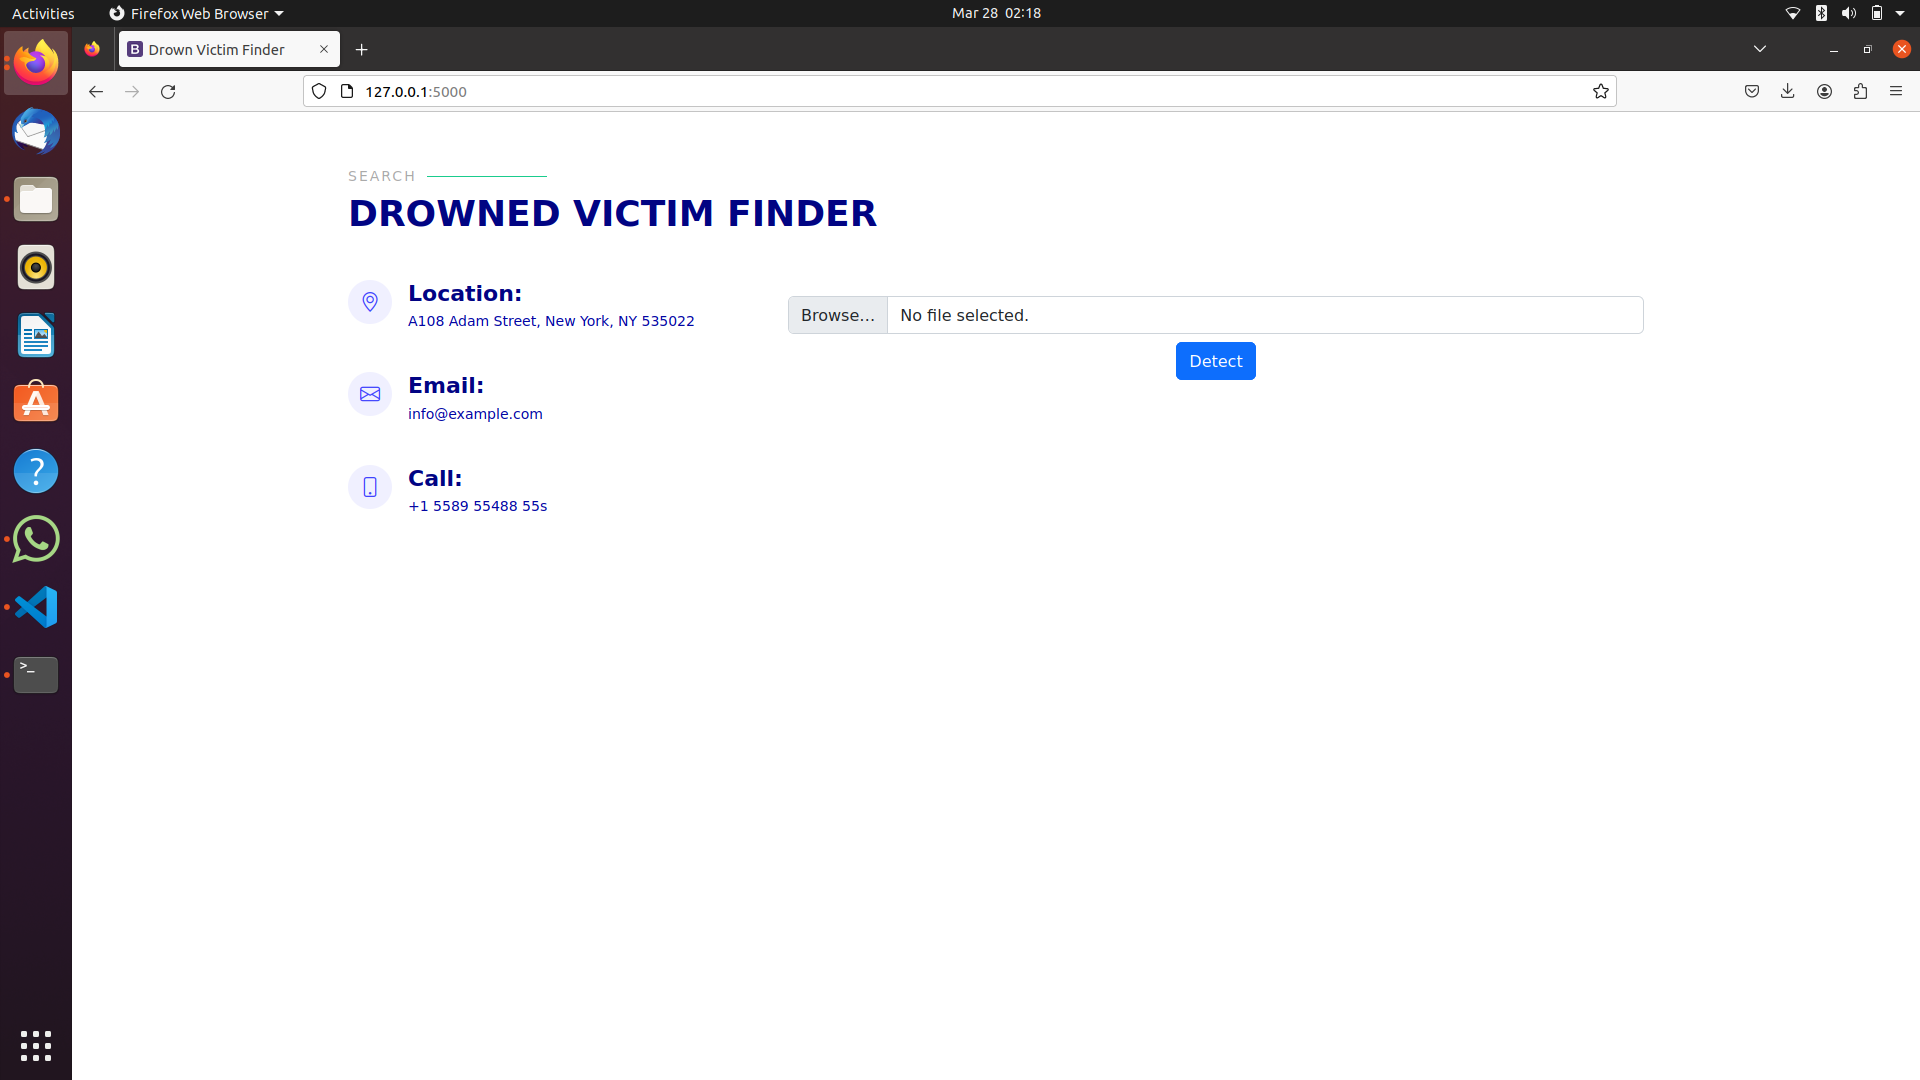 Activities
Firefox Web Browser
Mar 28 02:18
B Drown Victim Finder
127.0.0.1:5000
SEARCH
DROWNED VICTIM FINDER
Location:
A108 Adam Street, New York, NY 535022
Browse... No file selected.
Detect
Email:
info@example.com
Call:
+1 5589 55488 55s
?
>_